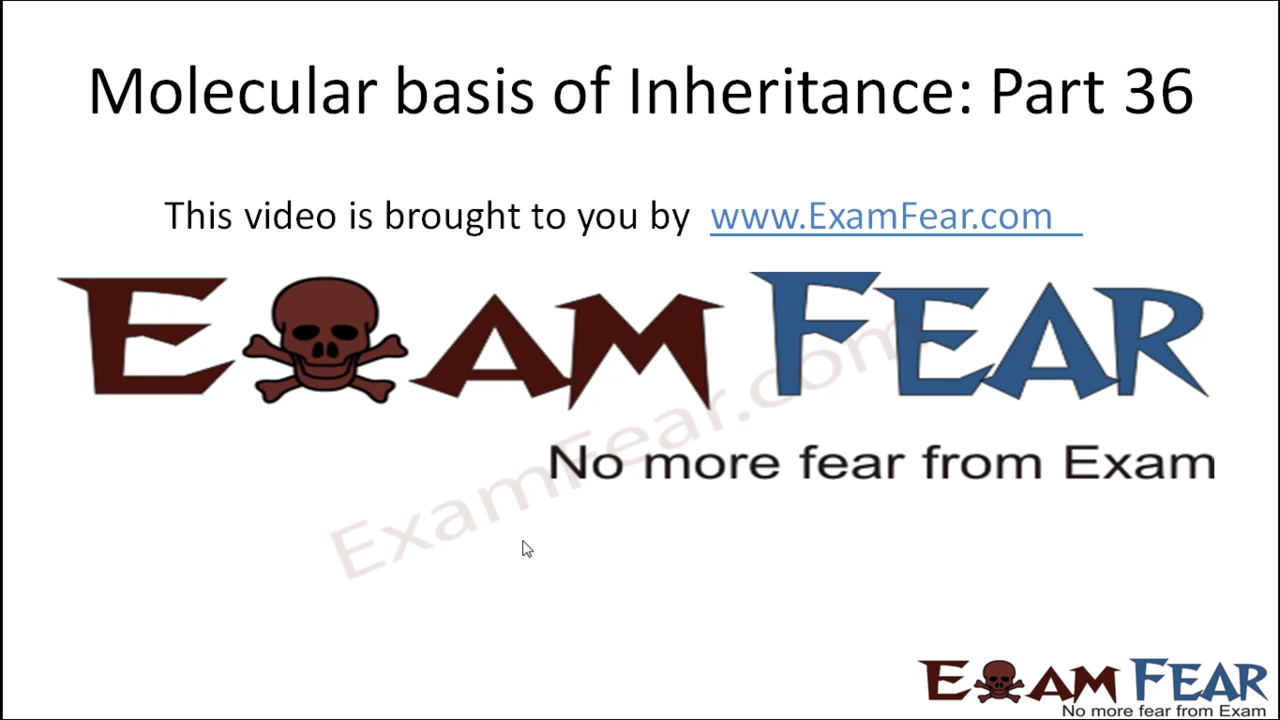 Molecular basis of Inheritance: Part 36
This video is brought to you by www.ExamFear.com
EXAM FEAR
No more fear from Exam
ExamFear.com
EXAM FEAR
No more fear from Exam